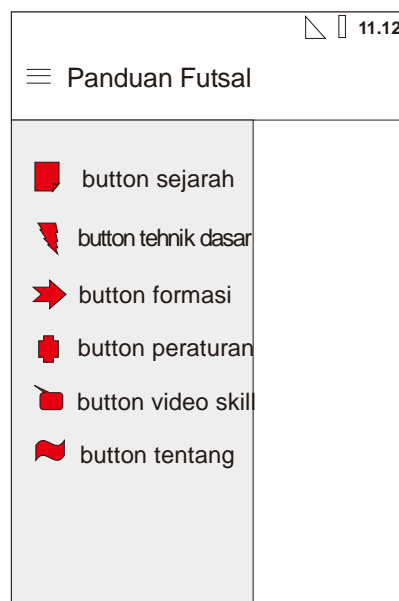 11.12
Panduan Futsal
button sejarah
button tehnik dasar
button formasi
button peraturan
button video skill
button tentang